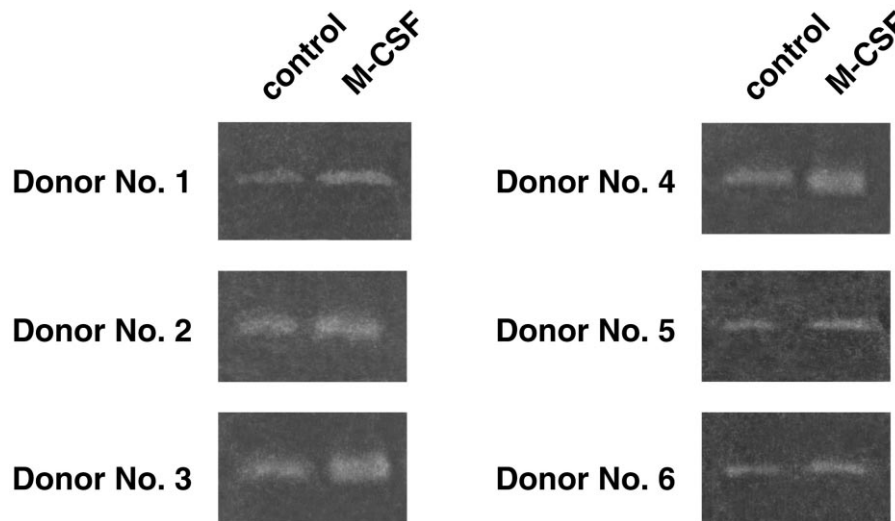 control M-CSF
Donor No. 1
Donor No. 2
Donor No. 3
control M-CSF
Donor No. 4
Donor No. 5
Donor No. 6